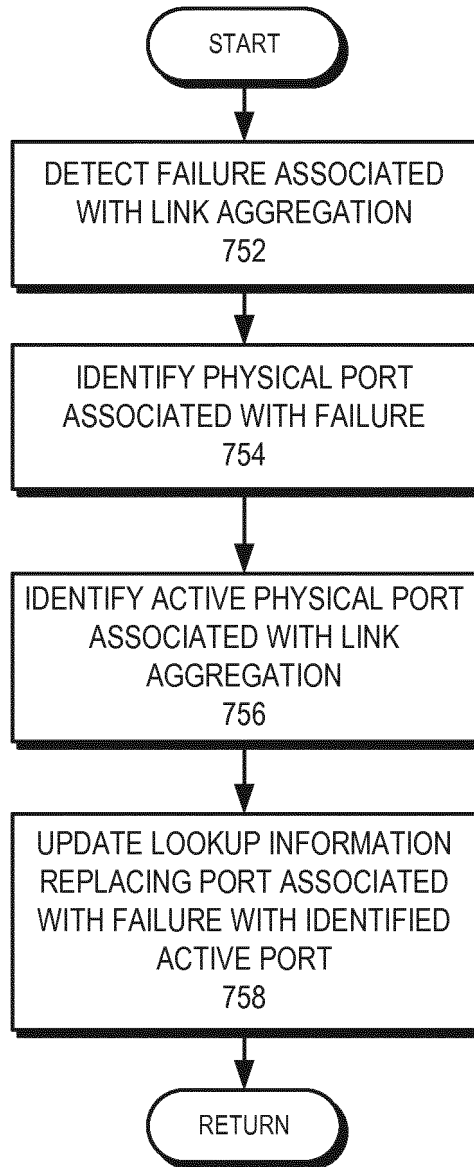 START
DETECT FAILURE ASSOCIATED
WITH LINK AGGREGATION
752
IDENTIFY PHYSICAL PORT
ASSOCIATED WITH FAILURE
754
IDENTIFY ACTIVE PHYSICAL PORT
ASSOCIATED WITH LINK
AGGREGATION
756
UPDATE LOOKUP INFORMATION
REPLACING PORT ASSOCIATED
WITH FAILURE WITH IDENTIFIED
ACTIVE PORT
758
RETURN